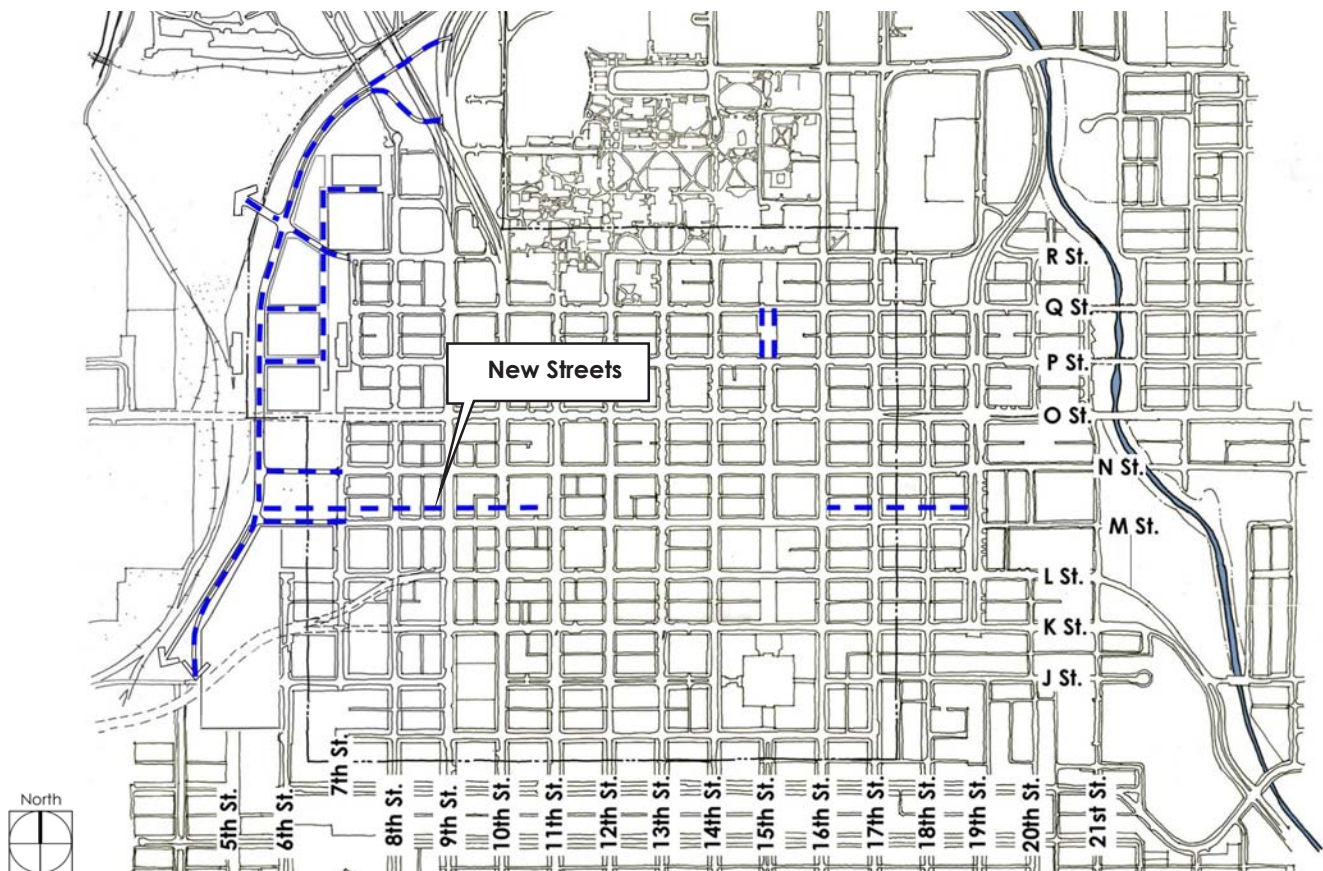 R St.
Q St.
P St.
New Streets
O St.
N St.
M St.
L St.
K St.
J St.
North
5th St.
6th St.
7th St.
8th St.
9th St.
10th St.
11th St.
12th St.
13th St.
14th St.
15th St.
16th St.
17th St.
18th St.
19th St.
20th St.
21st St.